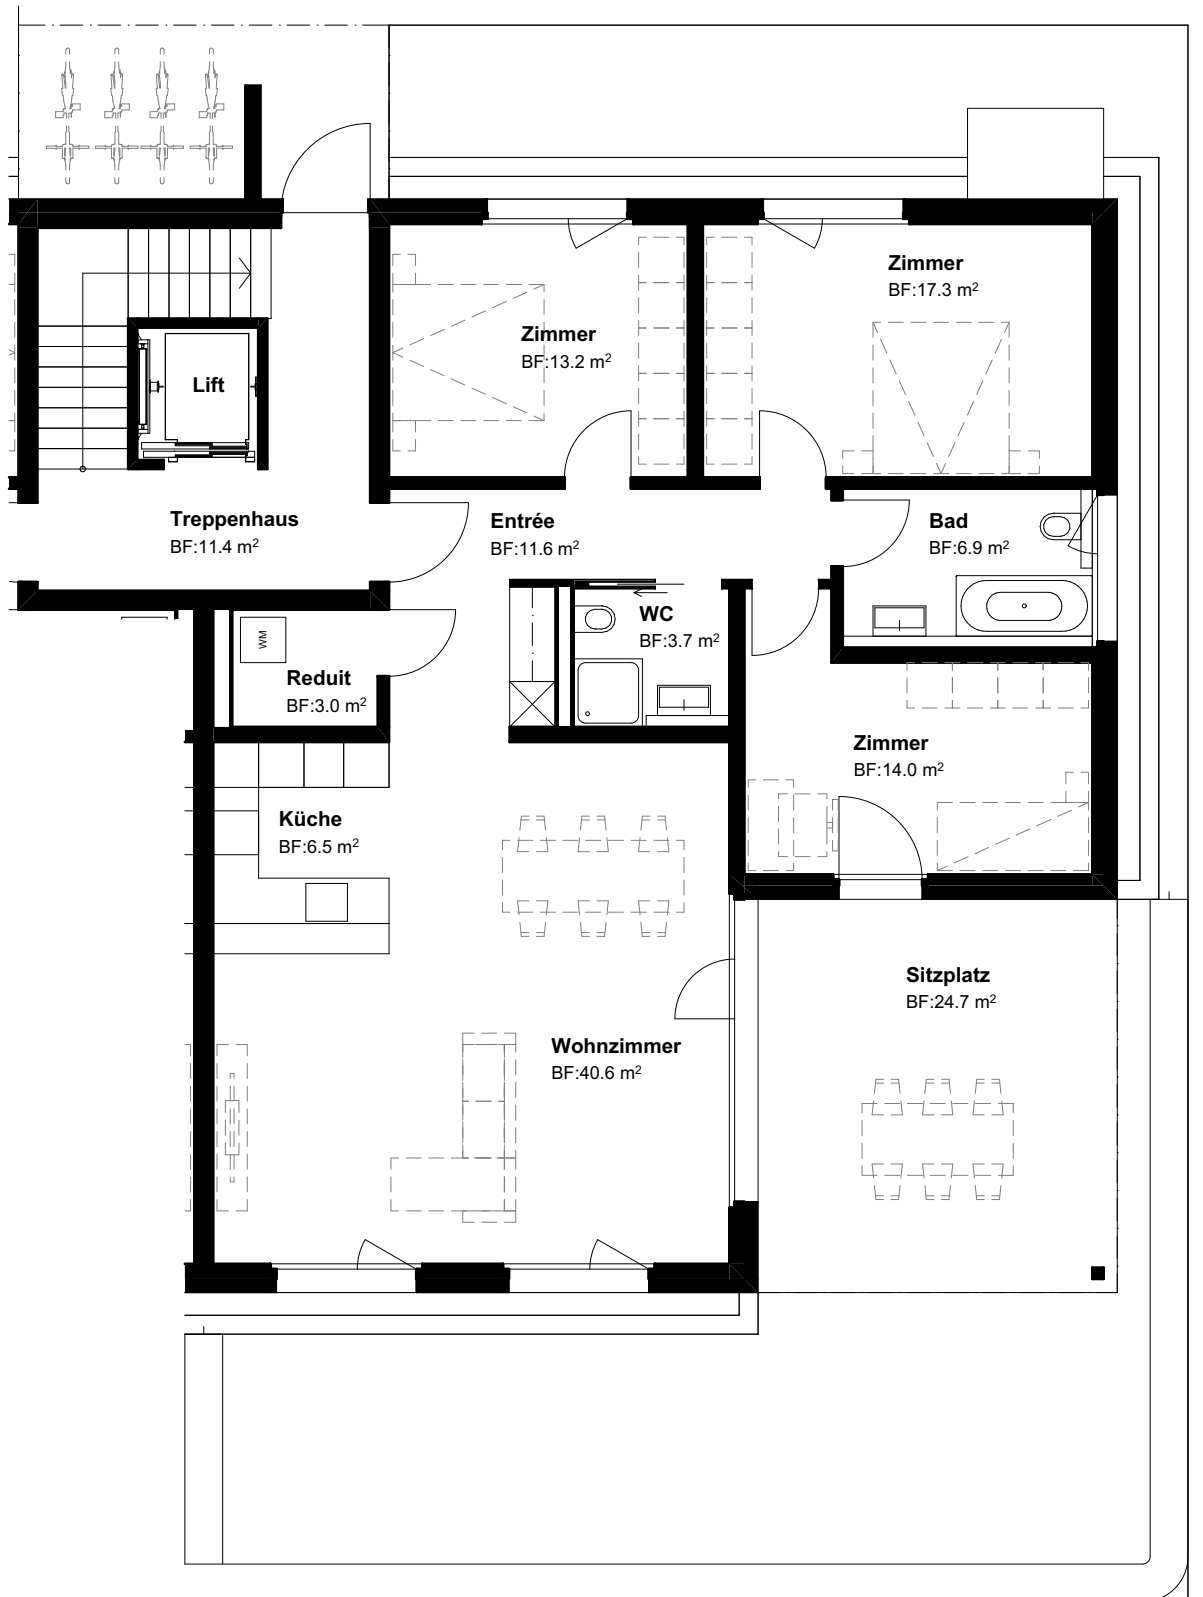 Zimmer
BF:17.3 m²
Zimmer
BF:13.2 m²
Lift
Treppenhaus
BF:11.4 m²
Entrée
BF:11.6 m²
Bad
BF:6.9 m²
WC
BF:3.7 m²
WM
Reduit
BF:3.0 m²
Zimmer
BF:14.0 m²
Küche
BF:6.5 m²
Sitzplatz
BF:24.7 m²
Wohnzimmer
BF:40.6 m²